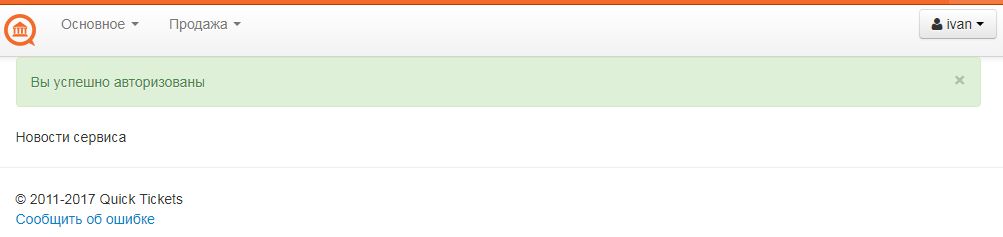 Основное Продажа ivan
Вы успешно авторизованы ×
Новости сервиса
© 2011-2017 Quick Tickets
Сообщить об ошибке